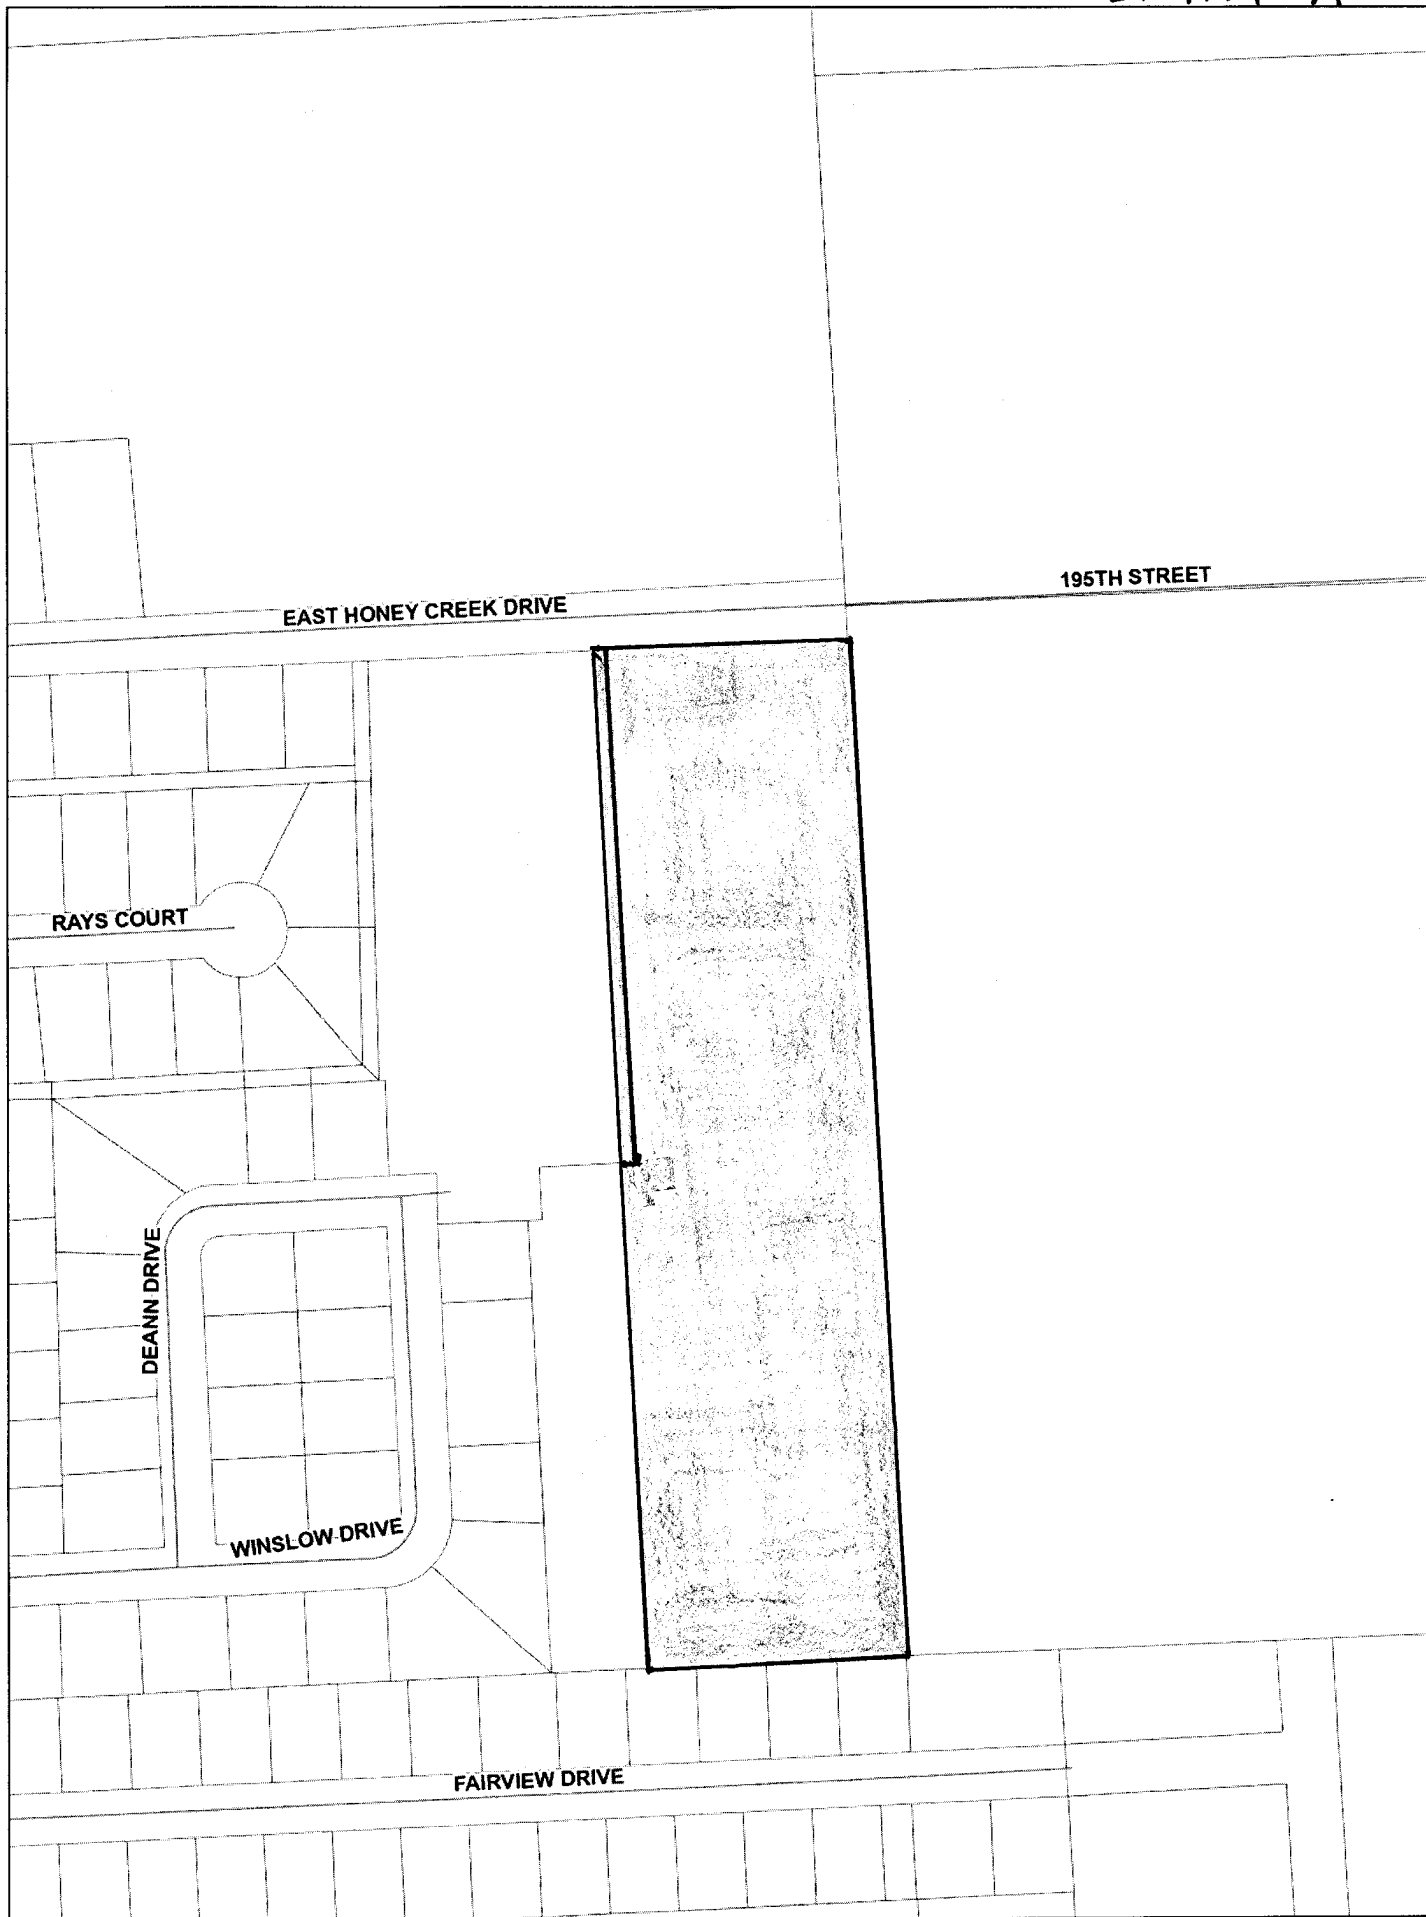 EAST HONEY CREEK DRIVE
195TH STREET
RAYS COURT
DEANN DRIVE
WINSLOW DRIVE
FAIRVIEW DRIVE